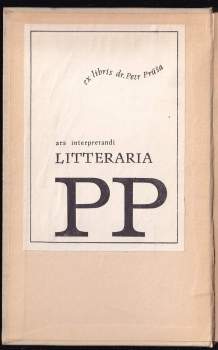 ex libris dr. Petr Průša
ars interpretandi
LITTERARIA
PP